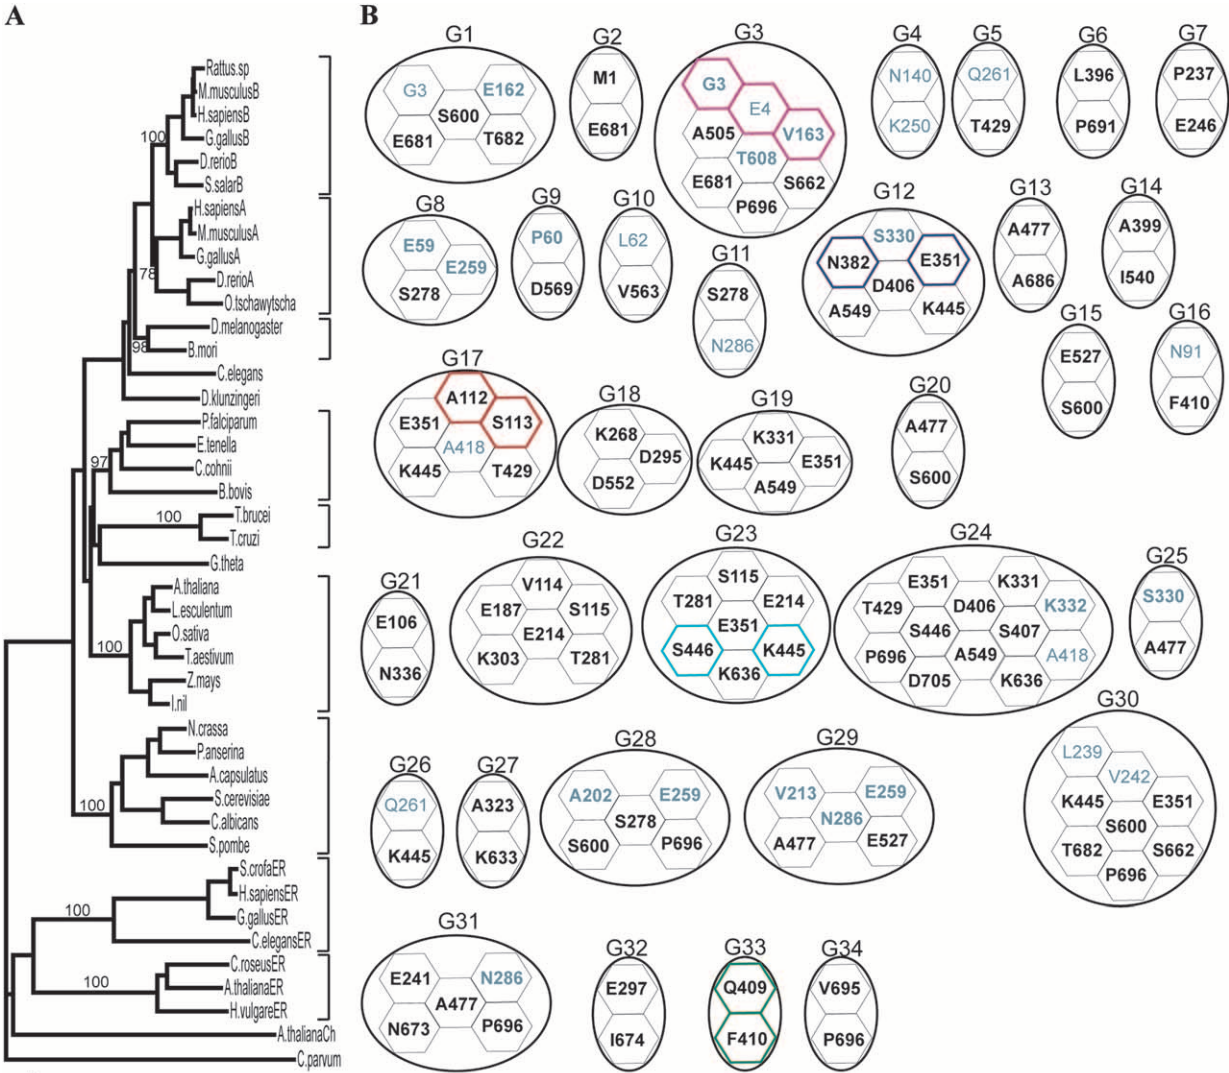 A
B
Rattus.sp
M.musculusB
H.sapiensB
G.gallusB
D.rerioB
S.salarB
H.sapiensA
M.musculusA
G.gallusA
D.rerioA
O.tschawytscha
D.melanogaster
B.mori
C.elegans
D.klunzingeri
P.falciparum
E.tenella
C.cohnii
B.bovis
T.brucei
T.cruzi
G.theta
A.thaliana
L.esculentum
O.sativa
T.aestivum
Z.mays
I.nil
N.crassa
P.anserina
A.capsulatus
S.cerevisiae
C.albicans
S.pombe
S.crofaER
H.sapiensER
G.gallusER
C.elegansER
C.roseusER
A.thalianaER
H.vulgareER
A.thalianaCh
C.parvum
100
78
98
97
100
100
100
100
100
G1
G3 E162
S600
E681 T682
G2
M1
E681
G3
G3
E4
A505 V163
T608
E681 S662
P696
G4
N140
K250
G5
Q261
T429
G6
L396
P691
G7
P237
E246
G8
E59
E259
S278
G9
P60
D569
G10
L62
V563
G11
S278
N286
G12
S330
N382 E351
D406
A549 K445
G13
A477
A686
G14
A399
I540
G15
E527
S600
G16
N91
F410
G17
A112
E351 S113
A418
K445 T429
G18
K268
D295
D552
G19
K331
K445 E351
A549
G20
A477
S600
G21
E106
N336
G22
V114
E187 S115
E214
K303 T281
G23
S115
T281 E214
E351
S446 K445
K636
G24
E351 K331
T429 D406 K332
S446 S407
P696 A549 A418
D705 K636
G25
S330
A477
G26
Q261
K445
G27
A323
K633
G28
A202 E259
S278
S600 P696
G29
V213 E259
N286
A477 E527
G30
L239
V242
K445 E351
S600
T682 S662
P696
G31
E241 N286
A477
N673 P696
G32
E297
I674
G33
Q409
F410
G34
V695
P696